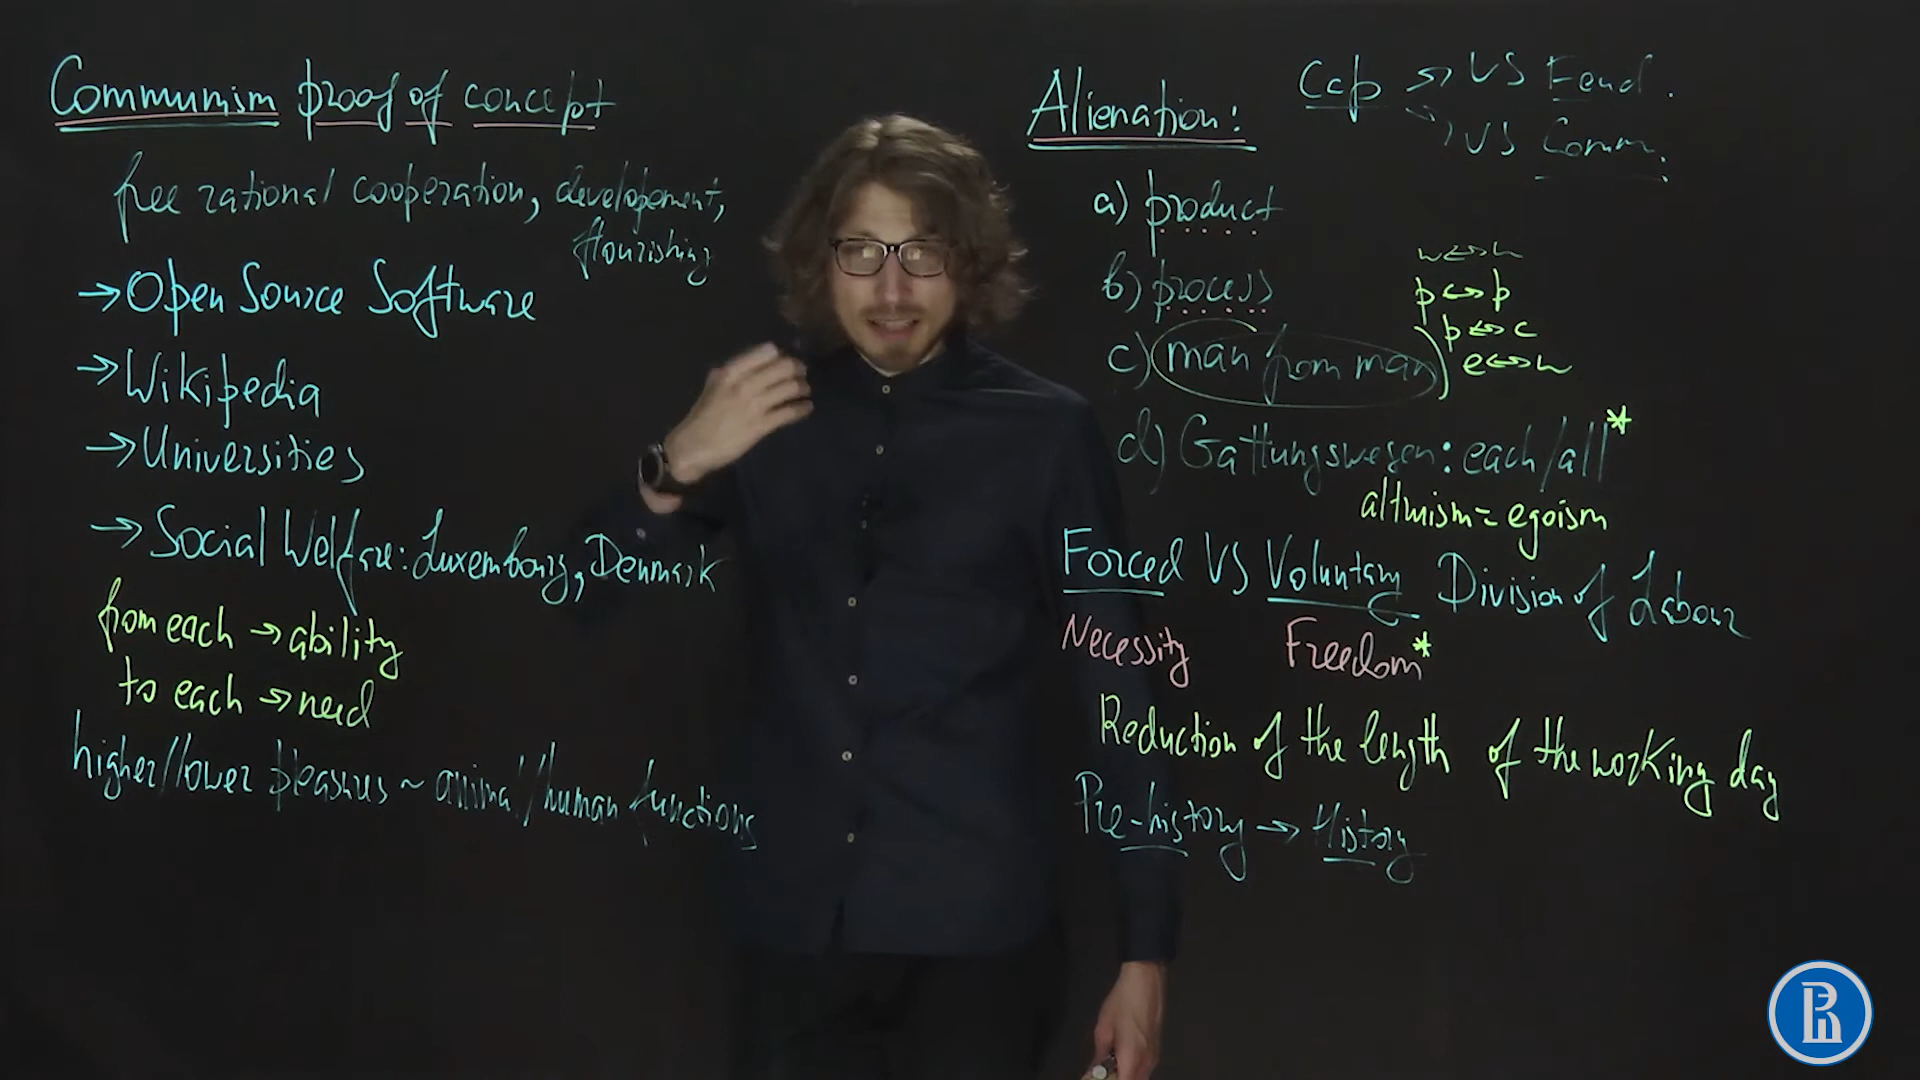 Communism proof of concept
free rational cooperation, developement,
flourishing
→ Open Source Software
→ Wikipedia
→ Universities
→ Social Welfare: Luxembourg, Denmark
from each → ability
to each → need
higher/lower pleasures ~ animal/human functions
Alienation:
Cap → VS Feud.
→ VS Comm.
a) product
b) process
c) man from man
w↔w
p↔p
p↔c
e↔w
d) Gattungswesen: each/all*
altruism = egoism
Forced VS Voluntary Division of Labour
Necessity Freedom*
Reduction of the length of the working day
Pre-history → History